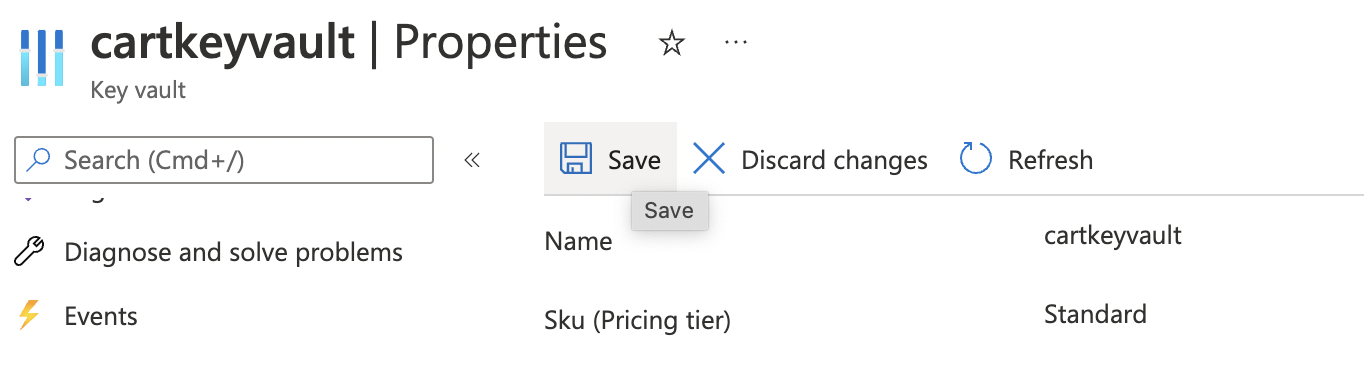 cartkeyvault | Properties
Key vault
Search (Cmd+/)
Save
Discard changes
Refresh
Save
Name
cartkeyvault
Diagnose and solve problems
Sku (Pricing tier)
Standard
Events